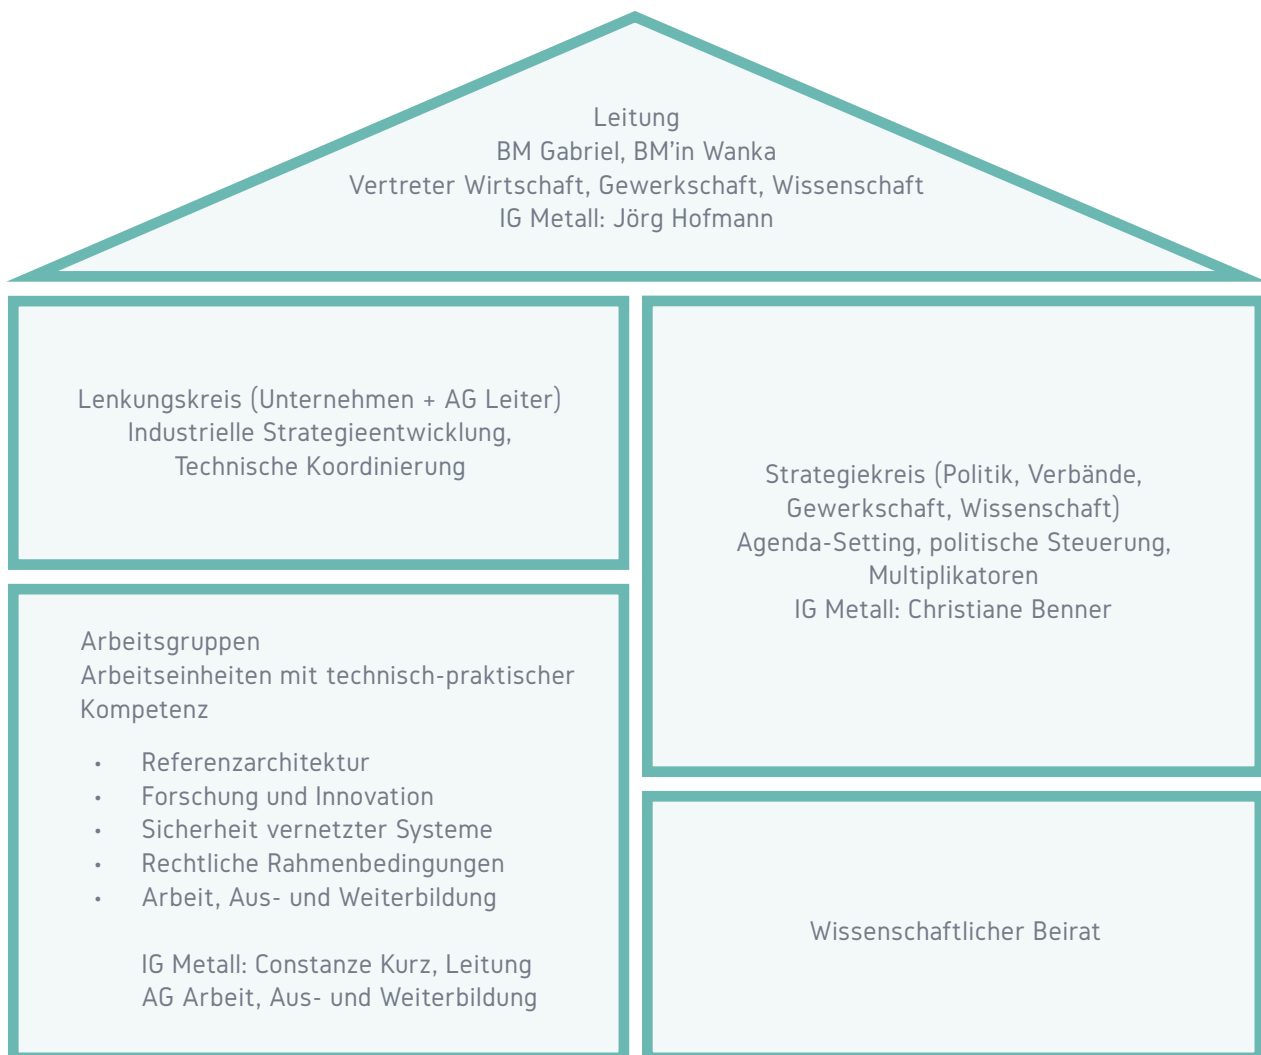 Leitung
BM Gabriel, BM’in Wanka
Vertreter Wirtschaft, Gewerkschaft, Wissenschaft
IG Metall: Jörg Hofmann
Lenkungskreis (Unternehmen + AG Leiter)
Industrielle Strategieentwicklung,
Technische Koordinierung
Strategiekreis (Politik, Verbände,
Gewerkschaft, Wissenschaft)
Agenda-Setting, politische Steuerung,
Multiplikatoren
IG Metall: Christiane Benner
Arbeitsgruppen
Arbeitseinheiten mit technisch-praktischer
Kompetenz
• Referenzarchitektur
• Forschung und Innovation
• Sicherheit vernetzter Systeme
• Rechtliche Rahmenbedingungen
• Arbeit, Aus- und Weiterbildung
IG Metall: Constanze Kurz, Leitung
AG Arbeit, Aus- und Weiterbildung
Wissenschaftlicher Beirat